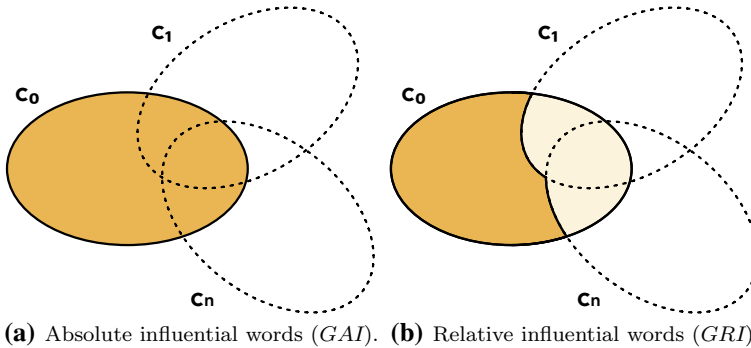 C₁
C₁
C₀
C₀
Cn
Cn
(a) Absolute influential words (GAI). (b) Relative influential words (GRI)